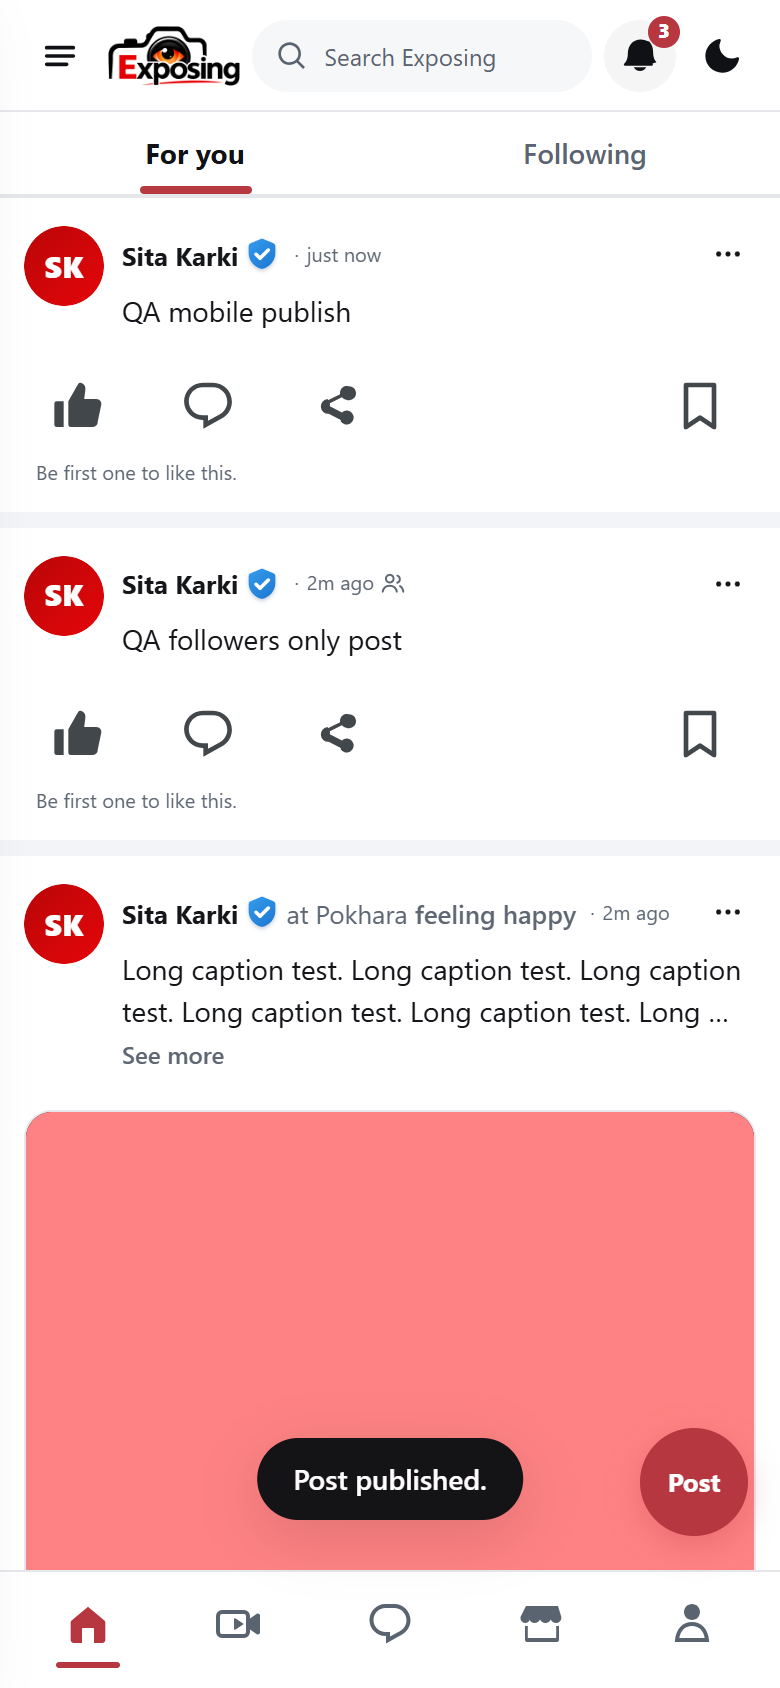 Exposing
Search Exposing
3
For you
Following
SK
Sita Karki · just now
QA mobile publish
Be first one to like this.
SK
Sita Karki · 2m ago
QA followers only post
Be first one to like this.
SK
Sita Karki at Pokhara feeling happy · 2m ago
Long caption test. Long caption test. Long caption
test. Long caption test. Long caption test. Long ...
See more
Post published.
Post